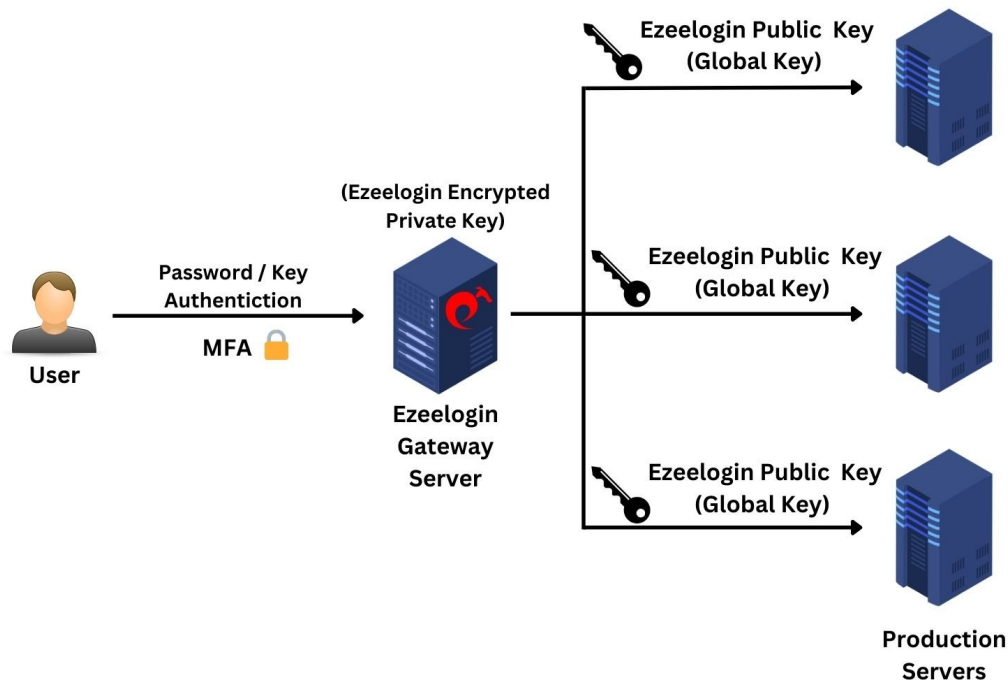 Ezeelogin Public Key
(Global Key)
(Ezeelogin Encrypted
Private Key)
Password / Key
Authentiction
MFA
User
Ezeelogin
Gateway
Server
Ezeelogin Public Key
(Global Key)
Ezeelogin Public Key
(Global Key)
Production
Servers